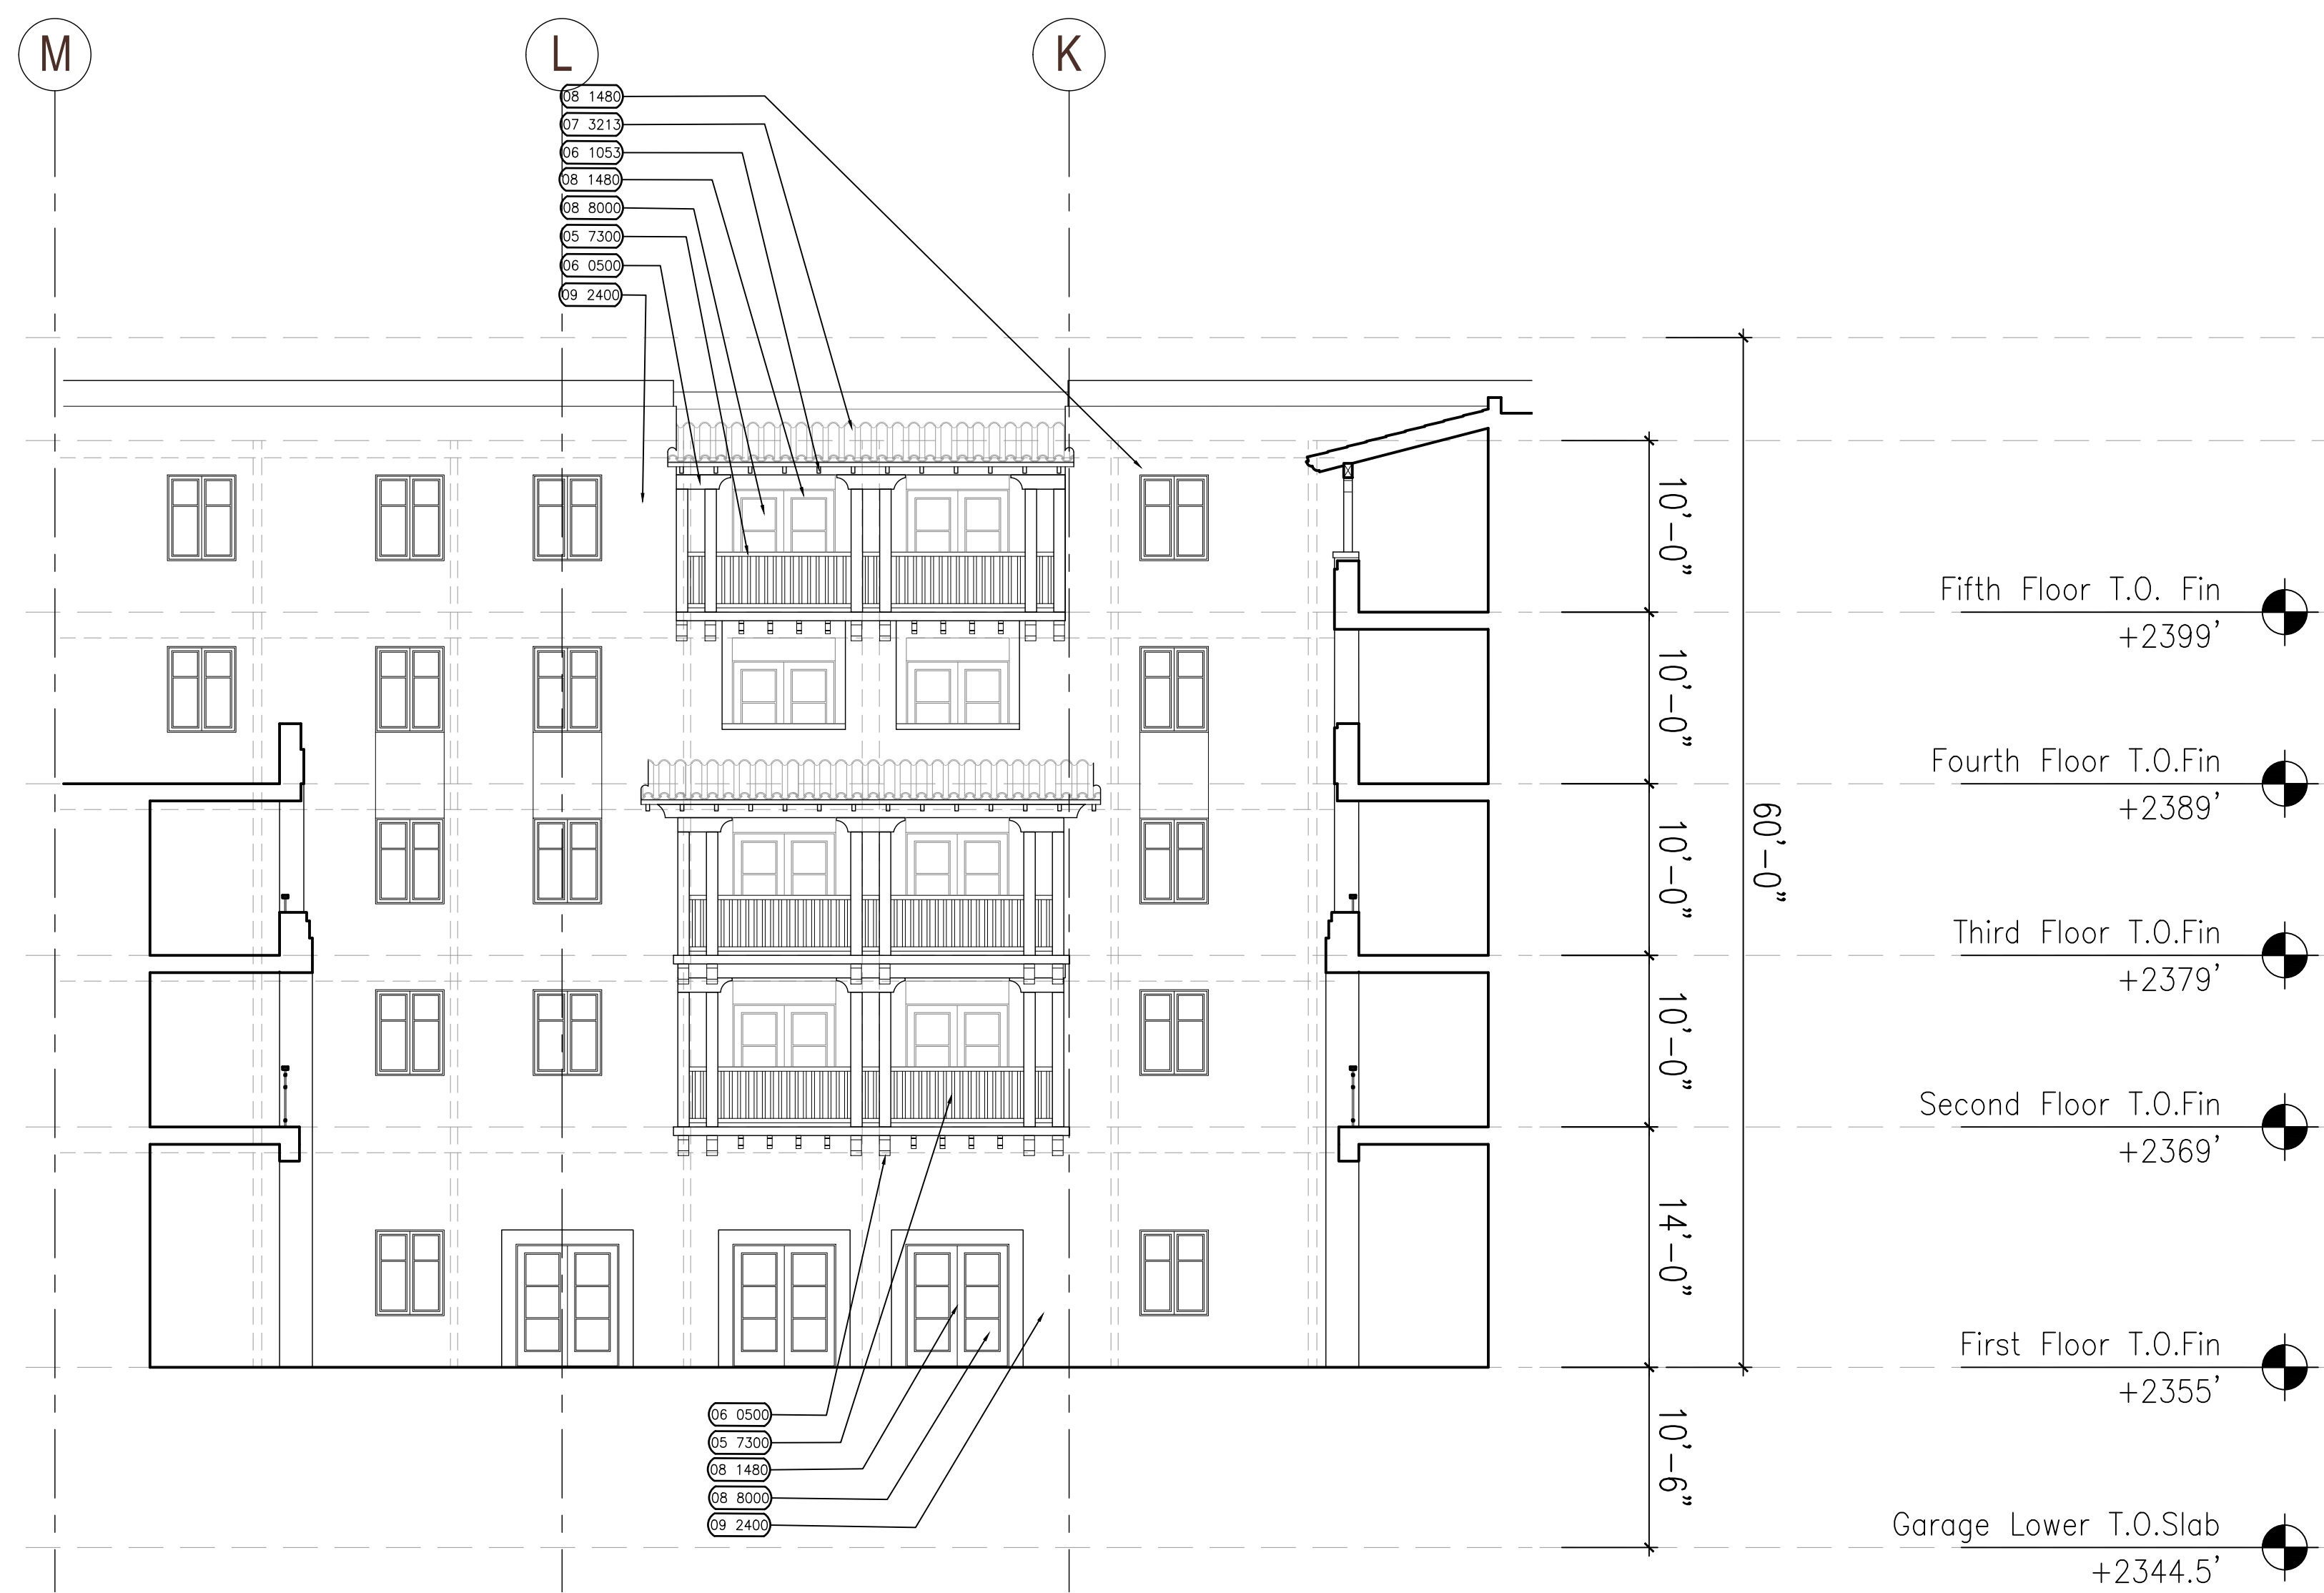 M
L
K
08 1480
07 3213
06 1053
08 1480
08 8000
05 7300
06 0500
09 2400
10'-0"
Fifth Floor T.O. Fin
+2399'
10'-0"
Fourth Floor T.O.Fin
+2389'
60'-0"
10'-0"
Third Floor T.O.Fin
+2379'
10'-0"
Second Floor T.O.Fin
+2369'
14'-0"
First Floor T.O.Fin
+2355'
06 0500
05 7300
08 1480
08 8000
09 2400
10'-6"
Garage Lower T.O.Slab
+2344.5'